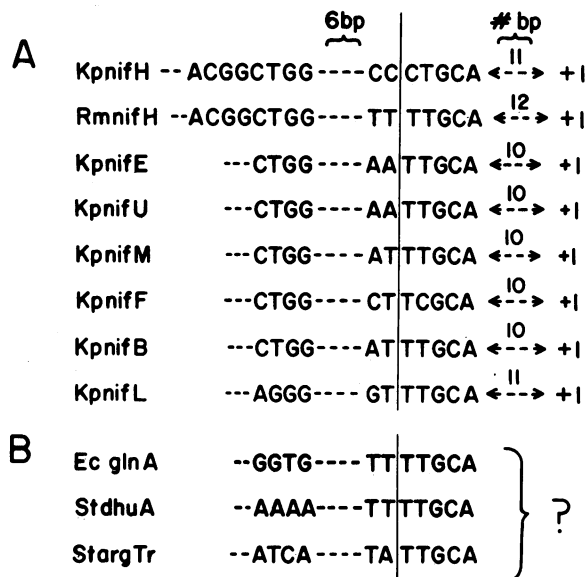 6bp # bp
A
KpnifH --ACGGCTGG----CC CTGCA <--11--> +1
RmnifH --ACGGCTGG----TT TTGCA <--12--> +1
KpnifE ---CTGG----AA TTGCA <--10--> +1
KpnifU ---CTGG----AA TTGCA <--10--> +1
KpnifM ---CTGG----AT TTGCA <--10--> +1
KpnifF ---CTGG----CT TCGCA <--10--> +1
KpnifB ---CTGG----AT TTGCA <--10--> +1
KpnifL ---AGGG----GT TTGCA <--11--> +1
B
Ec glnA --GGTG----TT TTGCA
StdhuA --AAAA----TT TTGCA ?
StargTr --ATCA----TA TTGCA